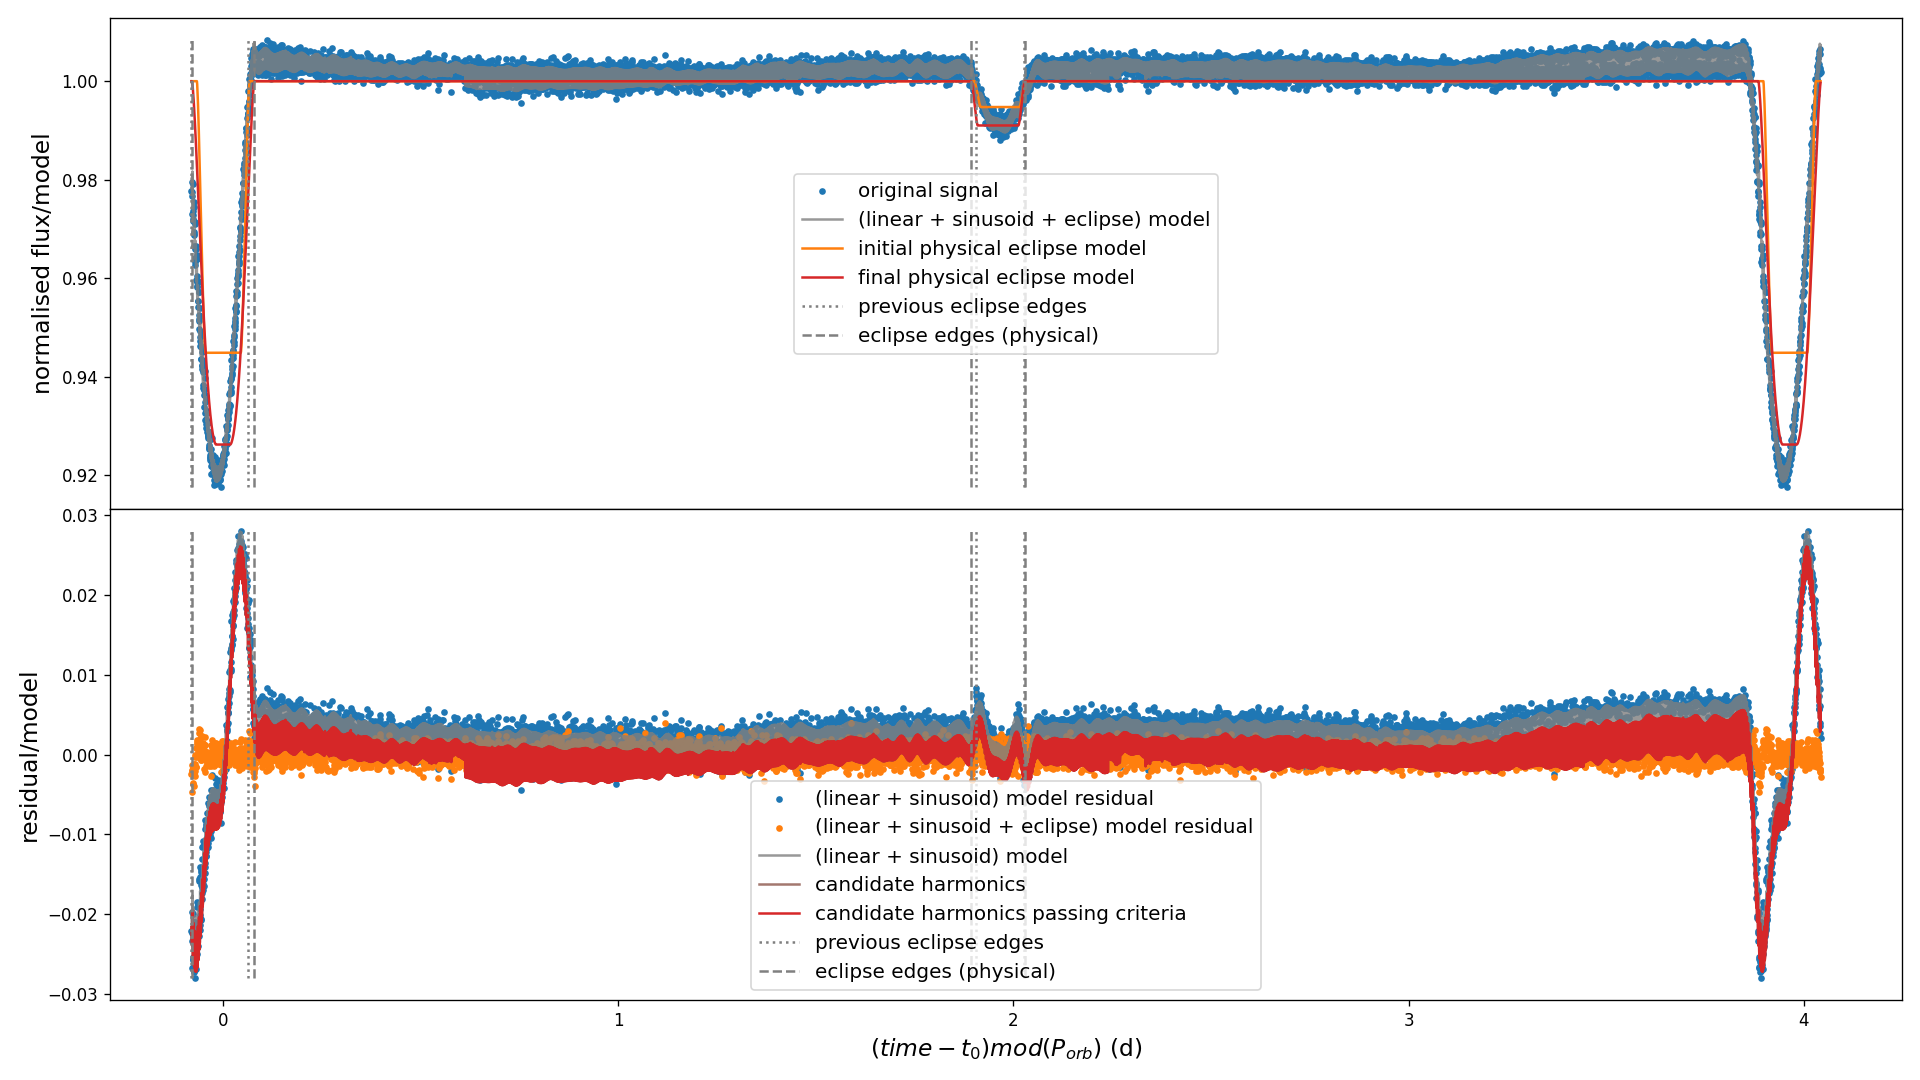 normalised flux/model
1.00
0.98
0.96
0.94
0.92
original signal
(linear + sinusoid + eclipse) model
initial physical eclipse model
final physical eclipse model
previous eclipse edges
eclipse edges (physical)
residual/model
0.03
0.02
0.01
0.00
−0.01
−0.02
−0.03
(linear + sinusoid) model residual
(linear + sinusoid + eclipse) model residual
(linear + sinusoid) model
candidate harmonics
candidate harmonics passing criteria
previous eclipse edges
eclipse edges (physical)
0 1 2 3 4
(time − t₀)mod(P_orb) (d)